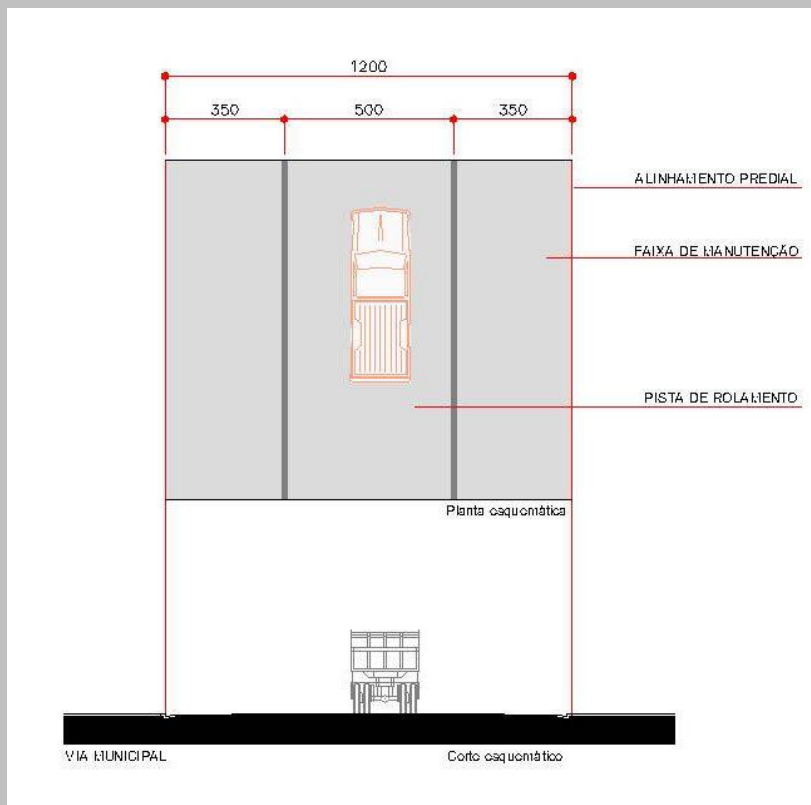 1200
350 500 350
ALINHAMENTO PREDIAL
FAIXA DE MANUTENÇÃO
PISTA DE ROLAMENTO
Planta esquemática
VIA MUNICIPAL
Corte esquemático